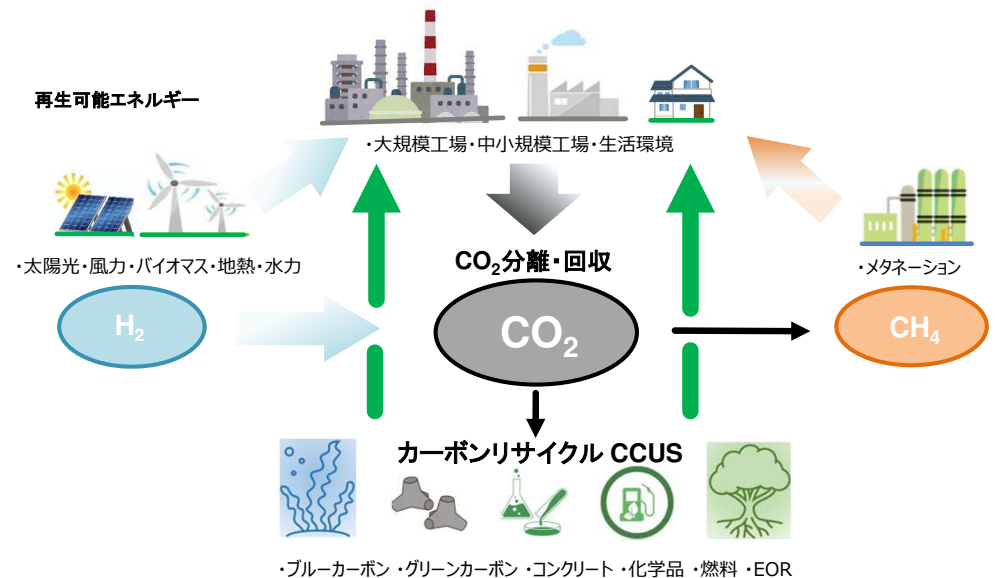 再生可能エネルギー
・大規模工場・中小規模工場・生活環境
・太陽光・風力・バイオマス・地熱・水力
CO₂分離・回収
・メタネーション
H₂
CO₂
CH₄
カーボンリサイクル CCUS
・ブルーカーボン ・グリーンカーボン ・コンクリート ・化学品 ・燃料 ・EOR